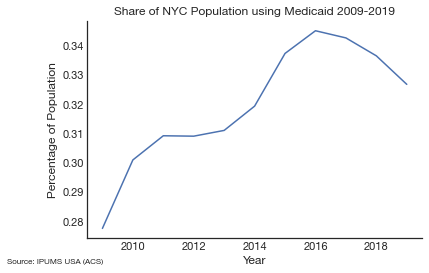 Share of NYC Population using Medicaid 2009-2019
Percentage of Population
0.34
0.33
0.32
0.31
0.30
0.29
0.28
2010 2012 2014 2016 2018
Year
Source: IPUMS USA (ACS)